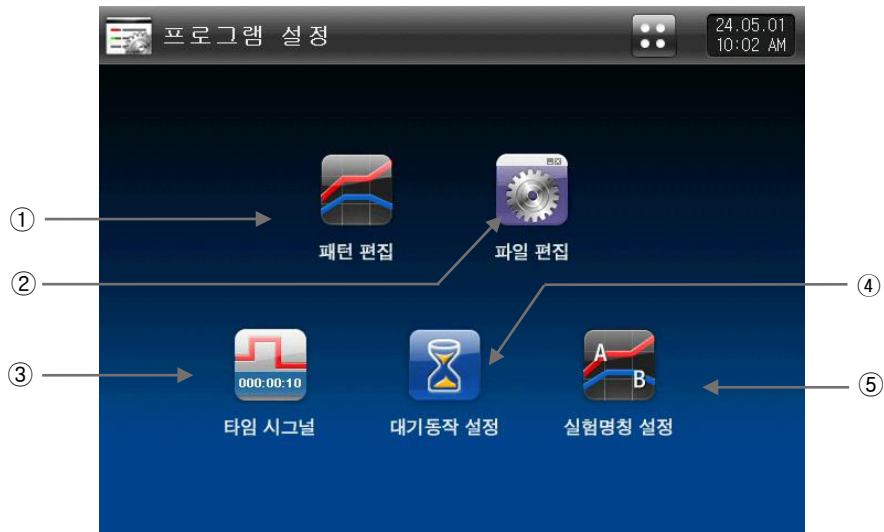 프로그램 설정
24.05.01
10:02 AM
①
패턴 편집
파일 편집
②
④
③
000:00:10
A
B
⑤
타임 시그널
대기동작 설정
실험명칭 설정